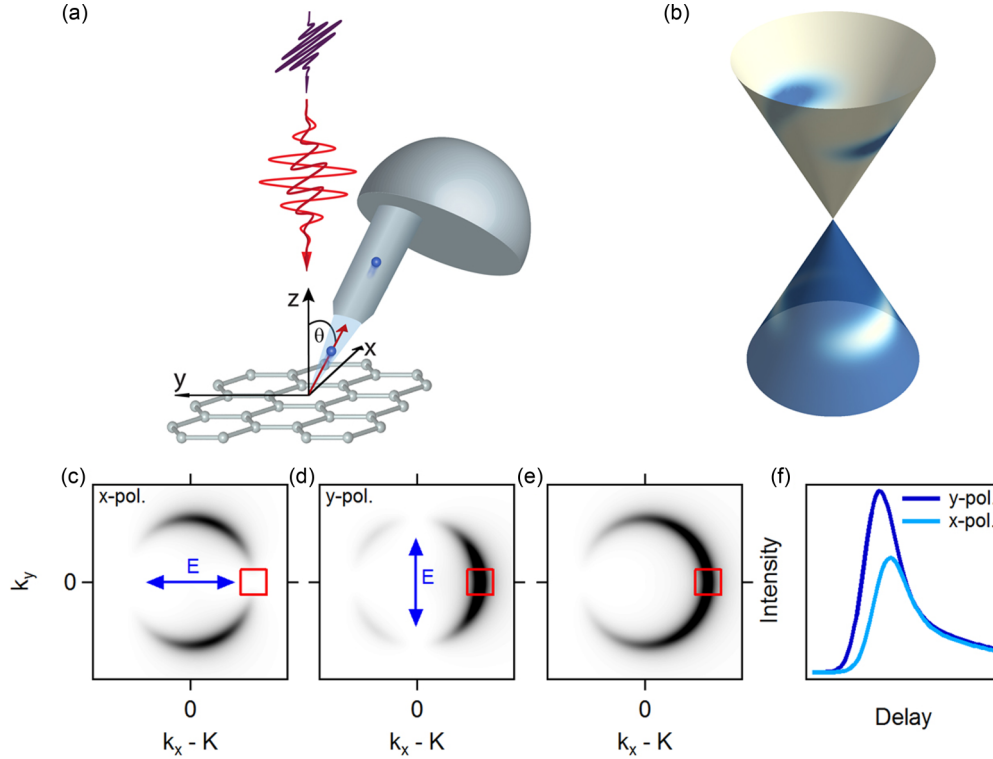 (a)
(b)
z
θ
x
y
(c)
(d)
(e)
(f)
x-pol.
E
k_y
0
0
k_x - K
y-pol.
E
0
k_x - K
0
k_x - K
y-pol.
x-pol.
Intensity
Delay